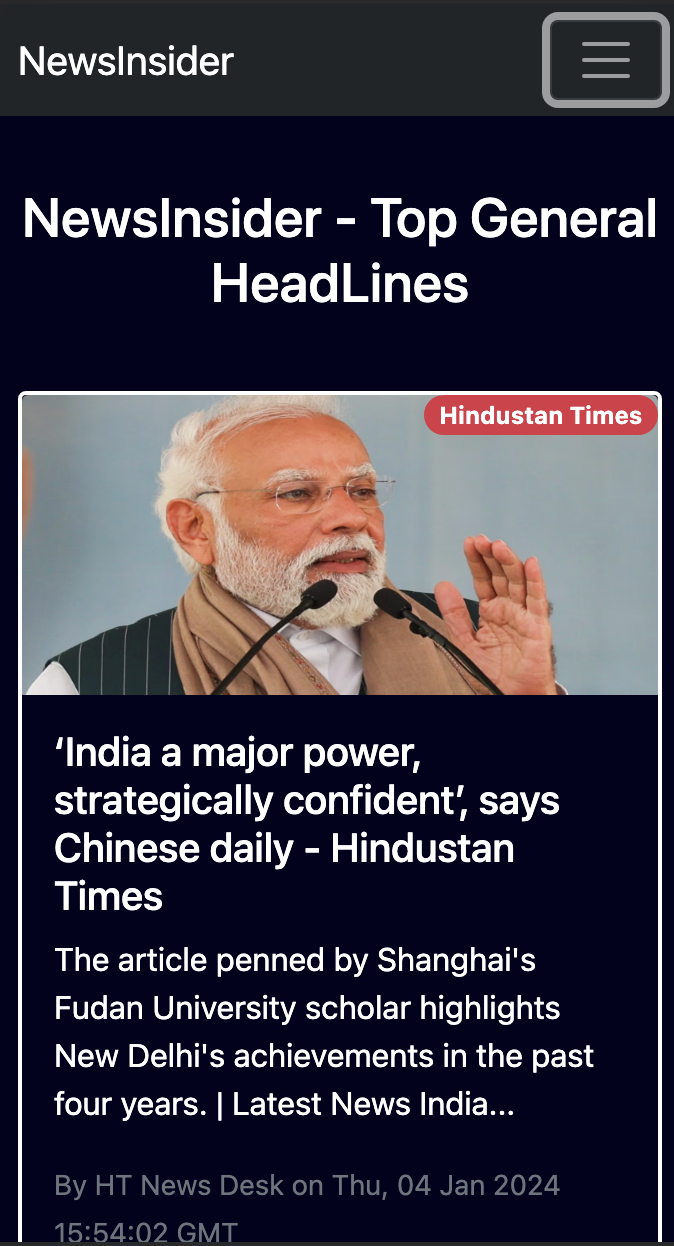 NewsInsider
NewsInsider - Top General
HeadLines
Hindustan Times
‘India a major power,
strategically confident’, says
Chinese daily - Hindustan
Times
The article penned by Shanghai's
Fudan University scholar highlights
New Delhi's achievements in the past
four years. | Latest News India...
By HT News Desk on Thu, 04 Jan 2024
15:54:02 GMT